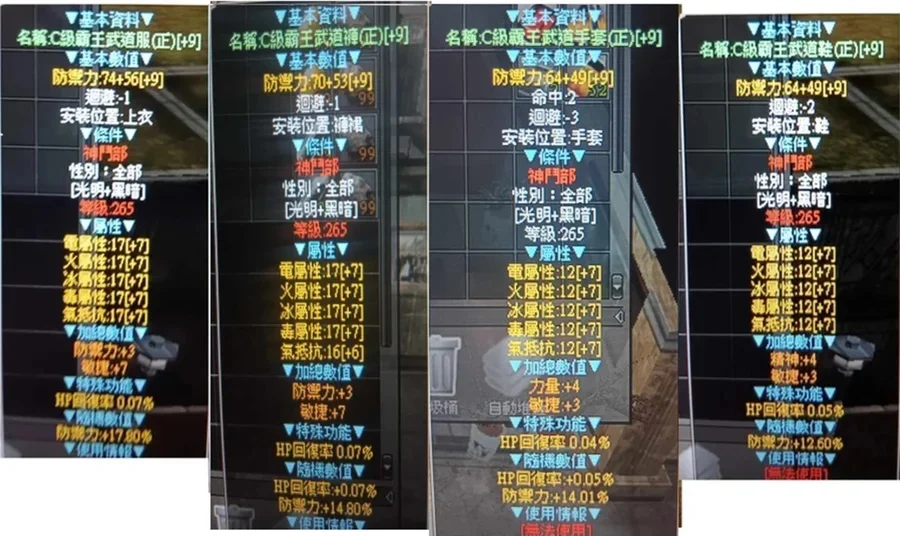 ▼基本資料▼
名稱:C級霸王武道服(正)[+9]
▼基本數值▼
防禦力:74+56[+9]
迴避:-1
安裝位置:上衣
▼條件▼
神鬥部
性別：全部
[光明+黑暗]
等級:265
▼屬性▼
電屬性:17[+7]
火屬性:17[+7]
冰屬性:17[+7]
毒屬性:17[+7]
氣抵抗:17[+7]
▼加總數值▼
防禦力:+3
敏捷:+7
▼特殊功能▼
HP回復率 0.07%
▼隨機數值▼
防禦力:+17.80%
▼使用情報▼
▼基本資料▼
名稱:C級霸王武道褲(正)[+9]
▼基本數值▼
防禦力:70+53[+9]
迴避:-1
99
安裝位置:褲裙
▼條件▼
神鬥部
99
性別：全部
[光明+黑暗]
99
等級:265
▼屬性▼
電屬性:17[+7]
火屬性:17[+7]
冰屬性:17[+7]
毒屬性:17[+7]
氣抵抗:16[+6]
▼加總數值▼
防禦力:+3
敏捷:+7
▼特殊功能▼
HP回復率 0.07%
▼隨機數值▼
HP回復率:+0.07%
防禦力:+14.80%
▼使用情報▼
▼基本資料▼
名稱:C級霸王武道手套(正)[+9]
▼基本數值▼
防禦力:64+49[+9]
命中:2
52
迴避:-3
安裝位置:手套
▼條件▼
神鬥部
性別：全部
[光明+黑暗]
等級:265
▼屬性▼
電屬性:12[+7]
火屬性:12[+7]
冰屬性:12[+7]
毒屬性:12[+7]
氣抵抗:12[+7]
▼加總數值▼
力量:+4
敏捷:+3
圾桶
自動堆
▼特殊功能▼
HP回復率 0.04%
▼隨機數值▼
HP回復率:+0.05%
防禦力:+14.01%
▼使用情報▼
[無法使用]
▼基本資料▼
名稱:C級霸王武道鞋(正)[+9]
▼基本數值▼
防禦力:64+49[+9]
迴避:-2
安裝位置:鞋
▼條件▼
神鬥部
性別：全部
[光明+黑暗]
等級:265
▼屬性▼
電屬性:12[+7]
火屬性:12[+7]
冰屬性:12[+7]
毒屬性:12[+7]
氣抵抗:12[+7]
▼加總數值▼
精神:+4
敏捷:+3
▼特殊功能▼
HP回復率 0.05%
▼隨機數值▼
防禦力:+12.60%
▼使用情報▼
[無法使用]